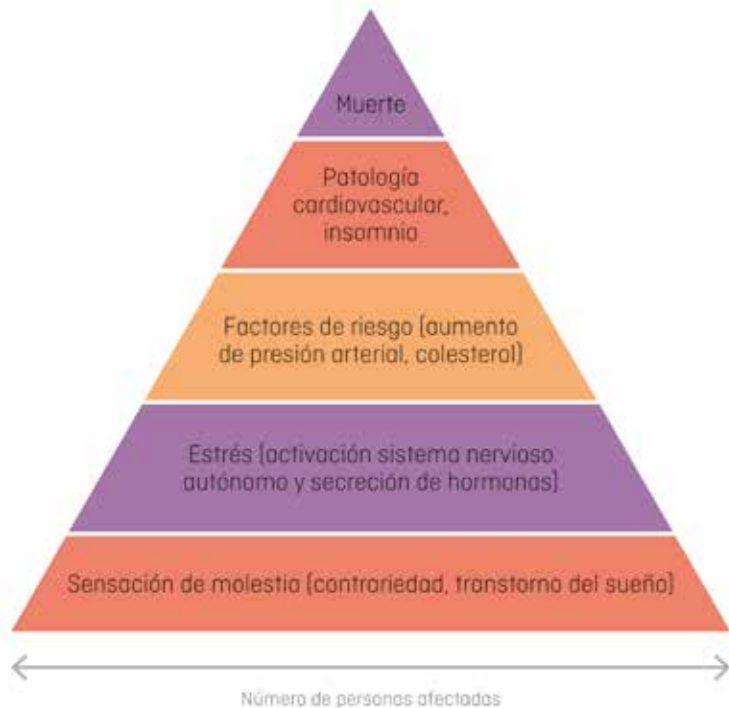 Muerte
Patología
cardiovascular,
insomnio
Factores de riesgo (aumento
de presión arterial, colesterol)
Estrés (activación sistema nervioso
autónomo y secreción de hormonas)
Sensación de molestia (contrariedad, transtorno del sueño)
Número de personas afectadas